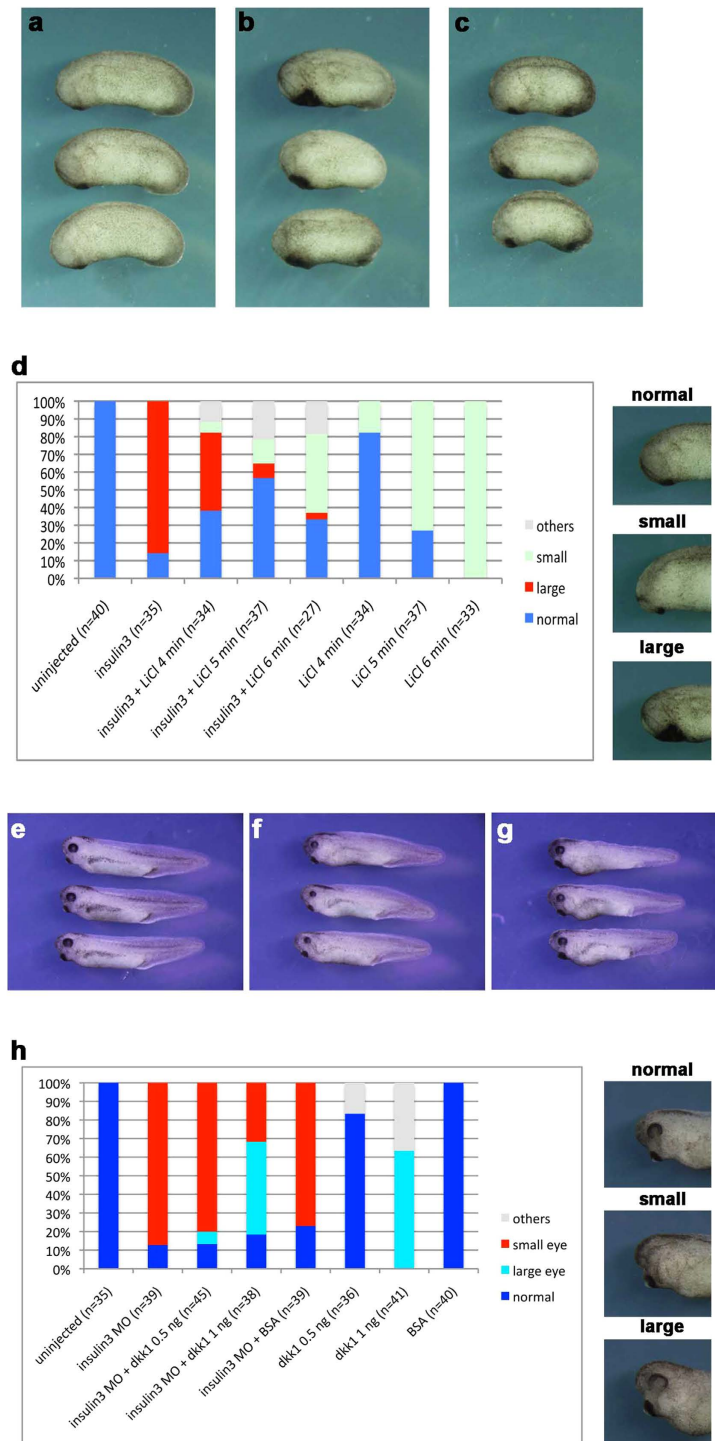 a
b
c
d
100%
90%
80%
70%
60%
50%
40%
30%
20%
10%
0%
others
small
large
normal
uninjected (n=40)
insulin3 (n=35)
insulin3 + LiCl 4 min (n=34)
insulin3 + LiCl 5 min (n=37)
insulin3 + LiCl 6 min (n=27)
LiCl 4 min (n=34)
LiCl 5 min (n=37)
LiCl 6 min (n=33)
normal
small
large
e
f
g
h
100%
90%
80%
70%
60%
50%
40%
30%
20%
10%
0%
others
small eye
large eye
normal
uninjected (n=35)
insulin3 MO (n=39)
insulin3 MO + dkk1 0.5 ng (n=45)
insulin3 MO + dkk1 1 ng (n=38)
insulin3 MO + BSA (n=39)
dkk1 0.5 ng (n=36)
dkk1 1 ng (n=41)
BSA (n=40)
normal
small
large